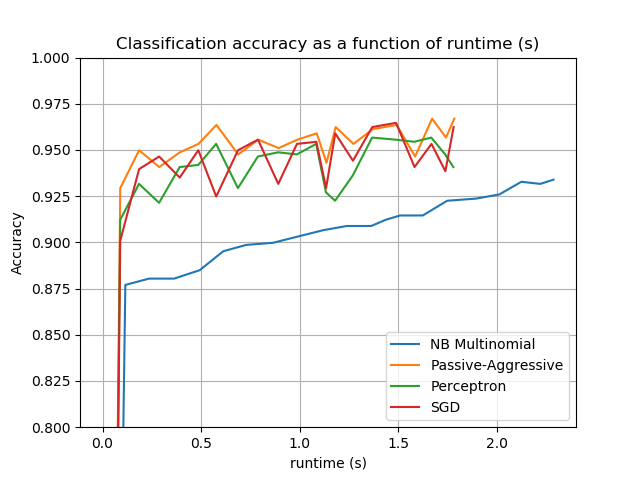 Classification accuracy as a function of runtime (s)
1.000
0.975
0.950
0.925
0.900
0.875
0.850
0.825
0.800
Accuracy
NB Multinomial
Passive-Aggressive
Perceptron
SGD
0.0 0.5 1.0 1.5 2.0
runtime (s)